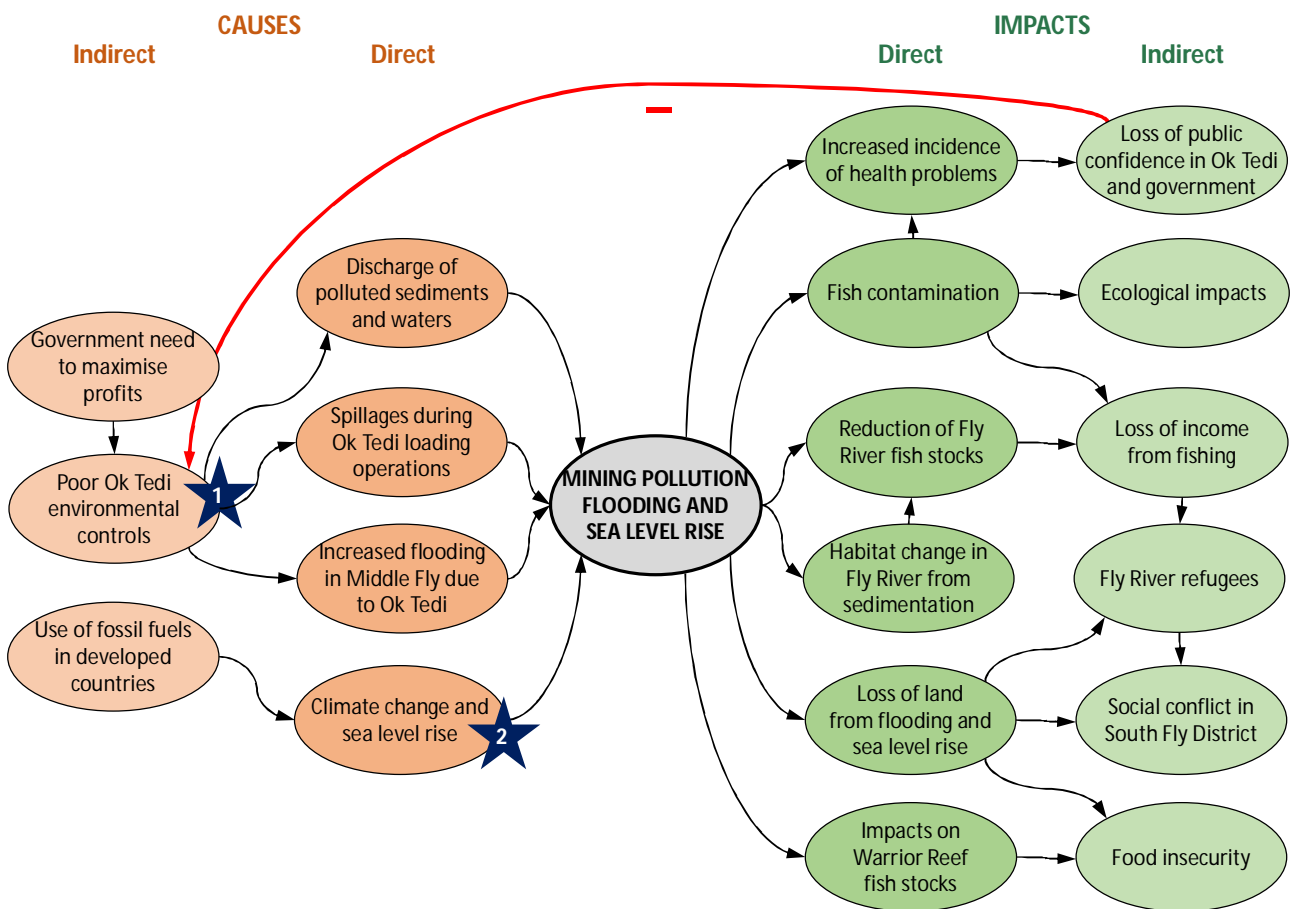 CAUSES
Indirect
Direct
IMPACTS
Direct
Indirect
Government need
to maximise
profits
Poor Ok Tedi
environmental
controls
1
Use of fossil fuels
in developed
countries
Discharge of
polluted sediments
and waters
Spillages during
Ok Tedi loading
operations
Increased flooding
in Middle Fly due
to Ok Tedi
Climate change and
sea level rise
2
MINING POLLUTION
FLOODING AND
SEA LEVEL RISE
Increased incidence
of health problems
Fish contamination
Reduction of Fly
River fish stocks
Habitat change in
Fly River from
sedimentation
Loss of land
from flooding and
sea level rise
Impacts on
Warrior Reef
fish stocks
Loss of public
confidence in Ok Tedi
and government
Ecological impacts
Loss of income
from fishing
Fly River refugees
Social conflict in
South Fly District
Food insecurity